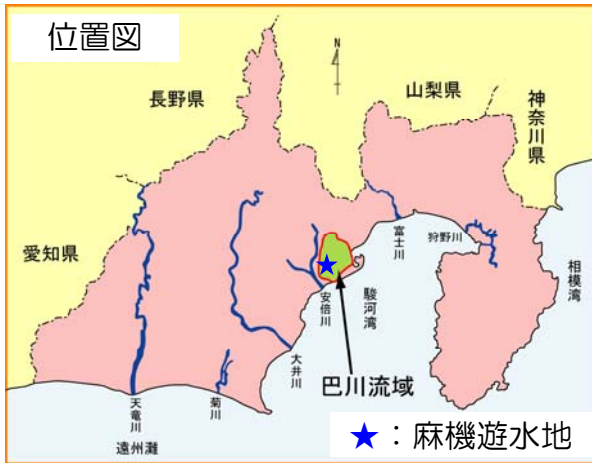 位置図
N
長野県
山梨県
神奈川県
愛知県
富士川
狩野川
相模湾
安倍川
駿河湾
大井川
巴川流域
天竜川
菊川
遠州灘
★：麻機遊水地